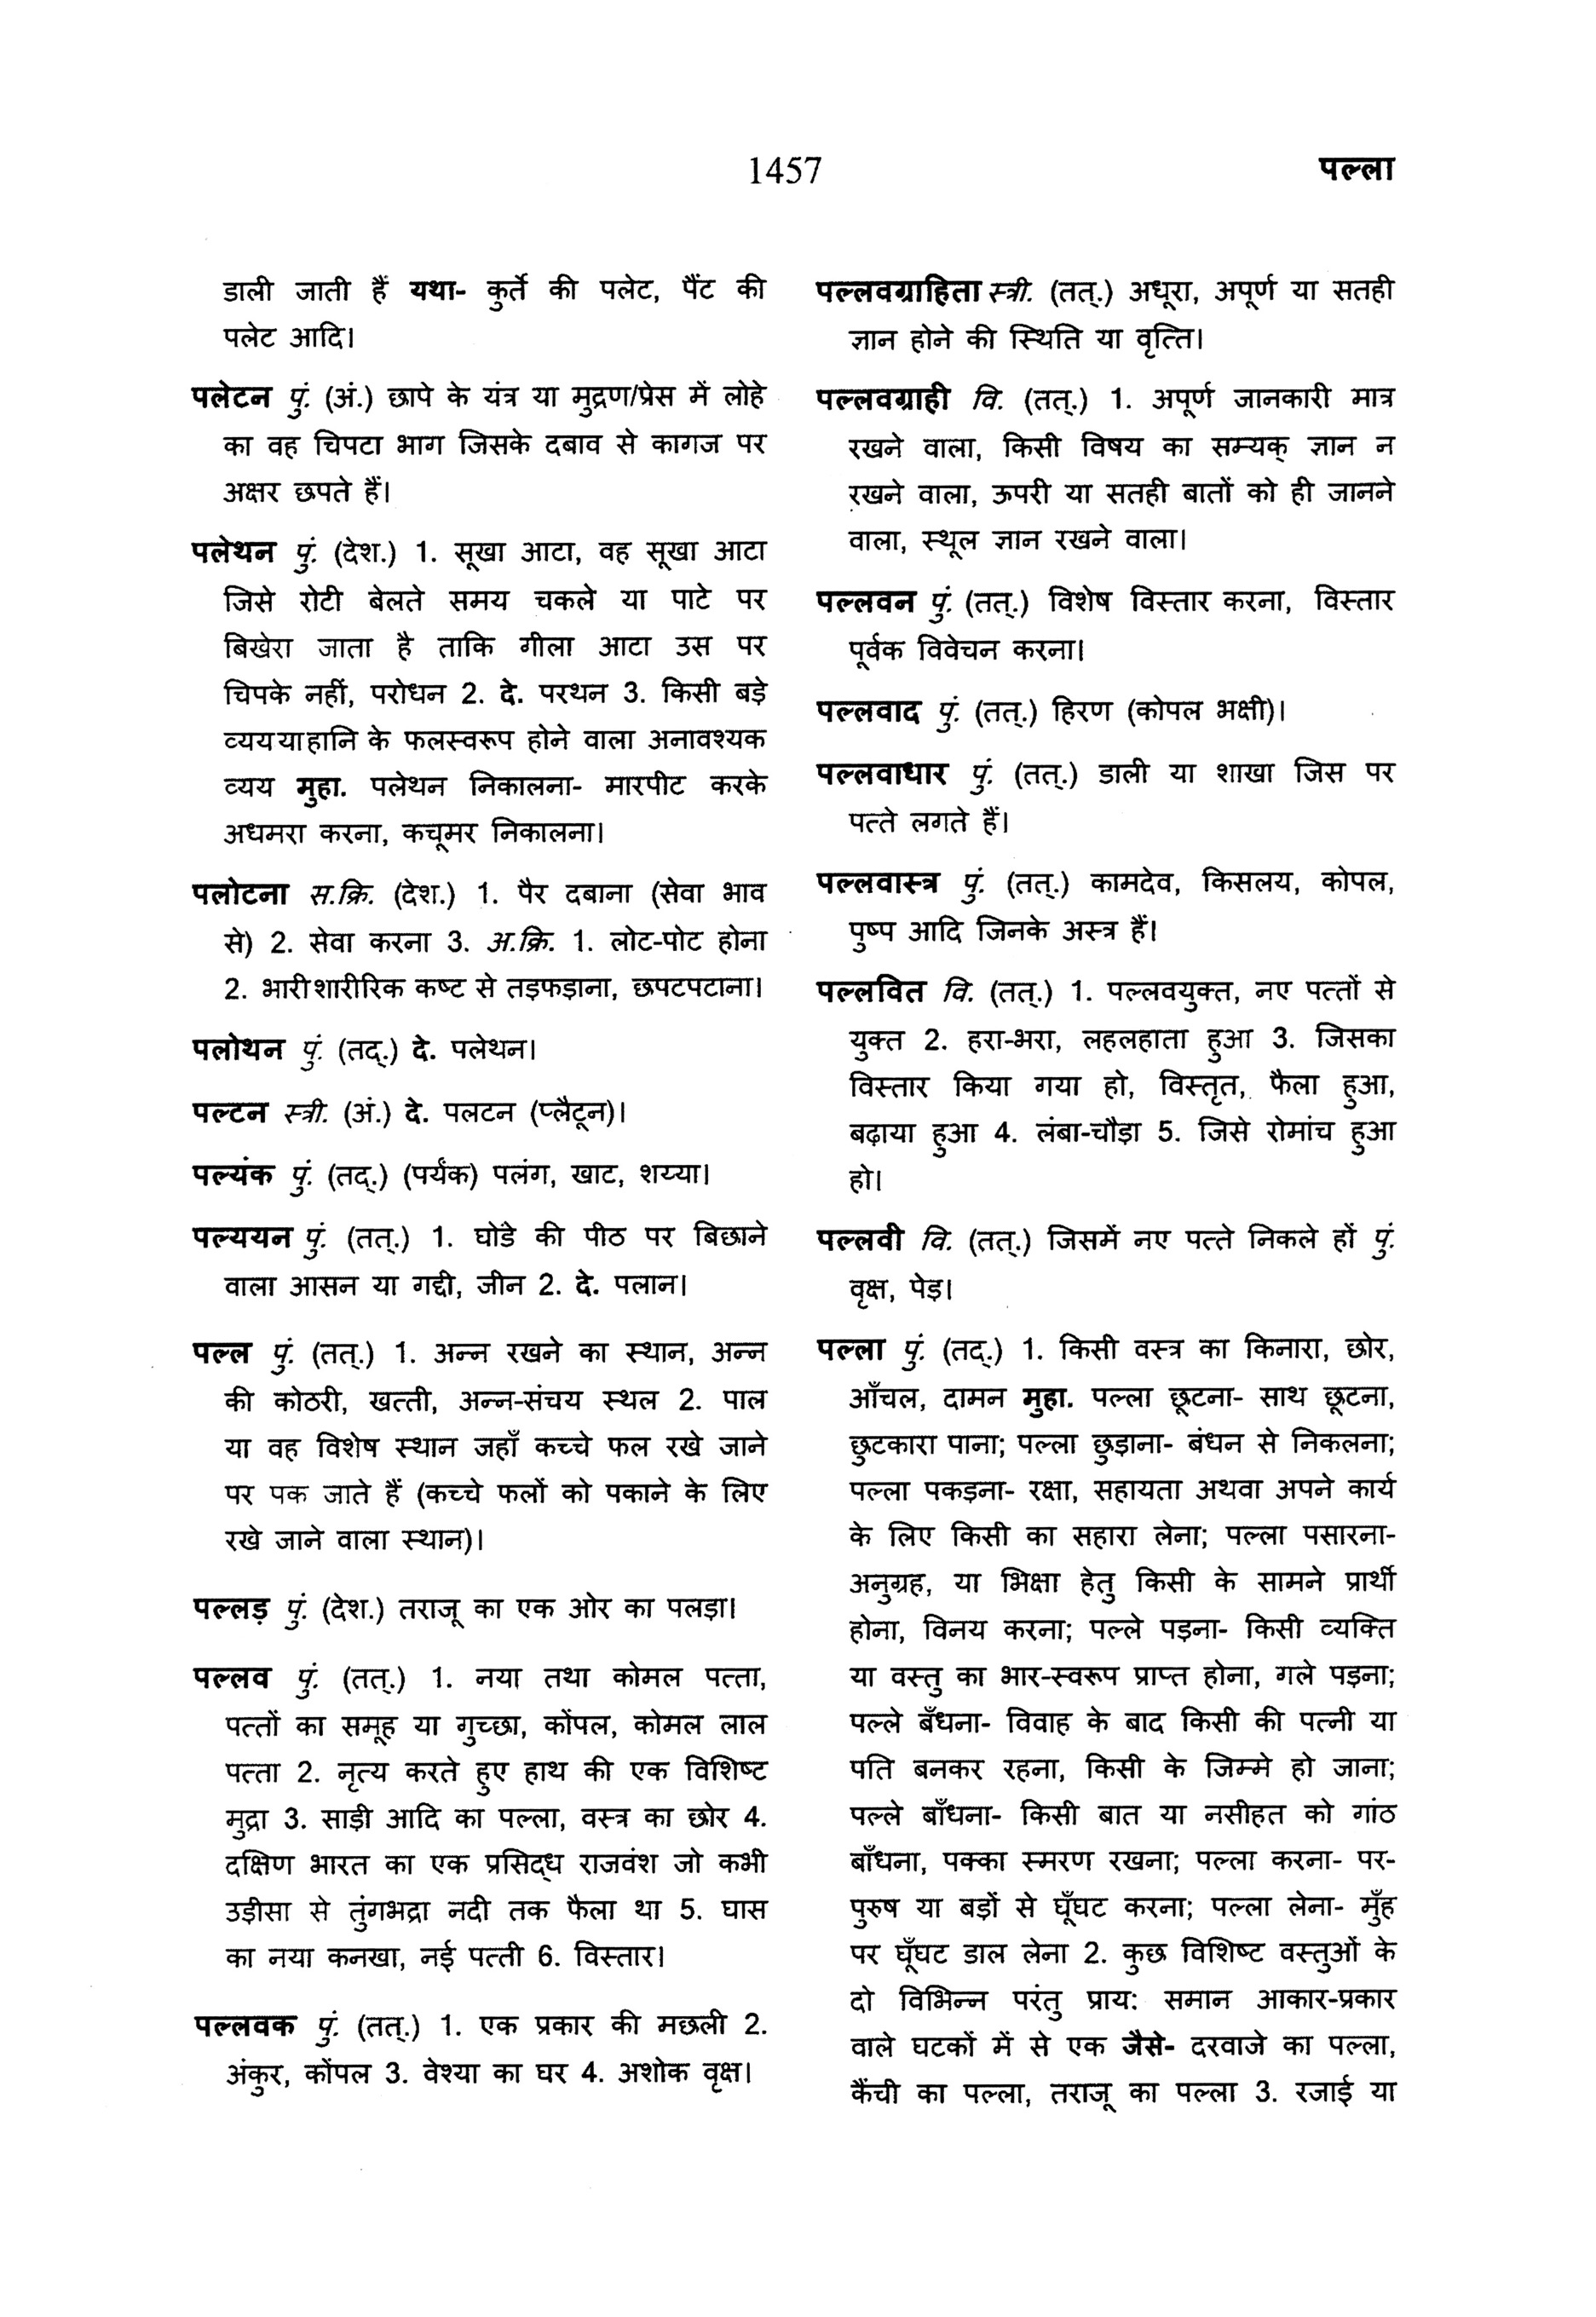 1457
पल्ला
डाली जाती हैं यथा- कुर्ते की पलेट, पैंट की
पलेट आदि।
पलेटन पुं. (अं.) छापे के यंत्र या मुद्रण/प्रेस में लोहे
का वह चिपटा भाग जिसके दबाव से कागज पर
अक्षर छपते हैं।
पलेथन पुं. (देश.) 1. सूखा आटा, वह सूखा आटा
जिसे रोटी बेलते समय चकले या पाटे पर
बिखेरा जाता है ताकि गीला आटा उस पर
चिपके नहीं, परोधन 2. दे. परथन 3. किसी बड़े
व्यय या हानि के फलस्वरूप होने वाला अनावश्यक
व्यय मुहा. पलेथन निकालना- मारपीट करके
अधमरा करना, कचूमर निकालना।
पलोटना स.क्रि. (देश.) 1. पैर दबाना (सेवा भाव
से) 2. सेवा करना 3. अ.क्रि. 1. लोट-पोट होना
2. भारी शारीरिक कष्ट से तड़फड़ाना, छपटपटाना।
पलोथन पुं. (तद्.) दे. पलेथन।
पल्टन स्त्री. (अं.) दे. पलटन (प्लैटून)।
पल्यंक पुं. (तद्.) (पर्यंक) पलंग, खाट, शय्या।
पल्ययन पुं. (तत्.) 1. घोडे की पीठ पर बिछाने
वाला आसन या गद्दी, जीन 2. दे. पलान।
पल्ल पुं. (तत्.) 1. अन्न रखने का स्थान, अन्न
की कोठरी, खत्ती, अन्न-संचय स्थल 2. पाल
या वह विशेष स्थान जहाँ कच्चे फल रखे जाने
पर पक जाते हैं (कच्चे फलों को पकाने के लिए
रखे जाने वाला स्थान)।
पल्लड़ पुं. (देश.) तराजू का एक ओर का पलड़ा।
पल्लव पुं. (तत्.) 1. नया तथा कोमल पत्ता,
पत्तों का समूह या गुच्छा, कोंपल, कोमल लाल
पत्ता 2. नृत्य करते हुए हाथ की एक विशिष्ट
मुद्रा 3. साड़ी आदि का पल्ला, वस्त्र का छोर 4.
दक्षिण भारत का एक प्रसिद्ध राजवंश जो कभी
उड़ीसा से तुंगभद्रा नदी तक फैला था 5. घास
का नया कनखा, नई पत्ती 6. विस्तार।
पल्लवक पुं. (तत्.) 1. एक प्रकार की मछली 2.
अंकुर, कोंपल 3. वेश्या का घर 4. अशोक वृक्ष।
पल्लवग्राहिता स्त्री. (तत्.) अधूरा, अपूर्ण या सतही
ज्ञान होने की स्थिति या वृत्ति।
पल्लवग्राही वि. (तत्.) 1. अपूर्ण जानकारी मात्र
रखने वाला, किसी विषय का सम्यक् ज्ञान न
रखने वाला, ऊपरी या सतही बातों को ही जानने
वाला, स्थूल ज्ञान रखने वाला।
पल्लवन पुं. (तत्.) विशेष विस्तार करना, विस्तार
पूर्वक विवेचन करना।
पल्लवाद पुं. (तत्.) हिरण (कोपल भक्षी)।
पल्लवाधार पुं. (तत्.) डाली या शाखा जिस पर
पत्ते लगते हैं।
पल्लवास्त्र पुं. (तत्.) कामदेव, किसलय, कोपल,
पुष्प आदि जिनके अस्त्र हैं।
पल्लवित वि. (तत्.) 1. पल्लवयुक्त, नए पत्तों से
युक्त 2. हरा-भरा, लहलहाता हुआ 3. जिसका
विस्तार किया गया हो, विस्तृत, फैला हुआ,
बढ़ाया हुआ 4. लंबा-चौड़ा 5. जिसे रोमांच हुआ
हो।
पल्लवी वि. (तत्.) जिसमें नए पत्ते निकले हों पुं.
वृक्ष, पेड़।
पल्ला पुं. (तद्.) 1. किसी वस्त्र का किनारा, छोर,
आँचल, दामन मुहा. पल्ला छूटना- साथ छूटना,
छुटकारा पाना; पल्ला छुड़ाना- बंधन से निकलना;
पल्ला पकड़ना- रक्षा, सहायता अथवा अपने कार्य
के लिए किसी का सहारा लेना; पल्ला पसारना-
अनुग्रह, या भिक्षा हेतु किसी के सामने प्रार्थी
होना, विनय करना; पल्ले पड़ना- किसी व्यक्ति
या वस्तु का भार-स्वरूप प्राप्त होना, गले पड़ना;
पल्ले बँधना- विवाह के बाद किसी की पत्नी या
पति बनकर रहना, किसी के जिम्मे हो जाना;
पल्ले बाँधना- किसी बात या नसीहत को गांठ
बाँधना, पक्का स्मरण रखना; पल्ला करना- पर-
पुरुष या बड़ों से घूँघट करना; पल्ला लेना- मुँह
पर घूँघट डाल लेना 2. कुछ विशिष्ट वस्तुओं के
दो विभिन्न परंतु प्राय: समान आकार-प्रकार
वाले घटकों में से एक जैसे- दरवाजे का पल्ला,
कैंची का पल्ला, तराजू का पल्ला 3. रजाई या